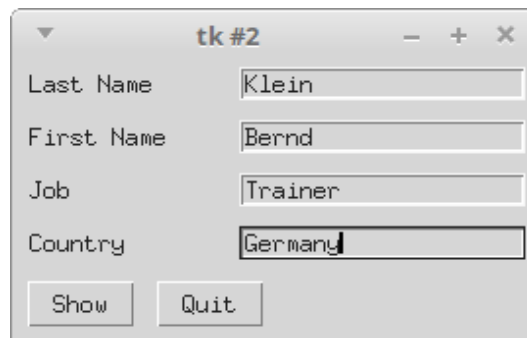 tk #2
Last Name Klein
First Name Bernd
Job Trainer
Country Germany
Show Quit